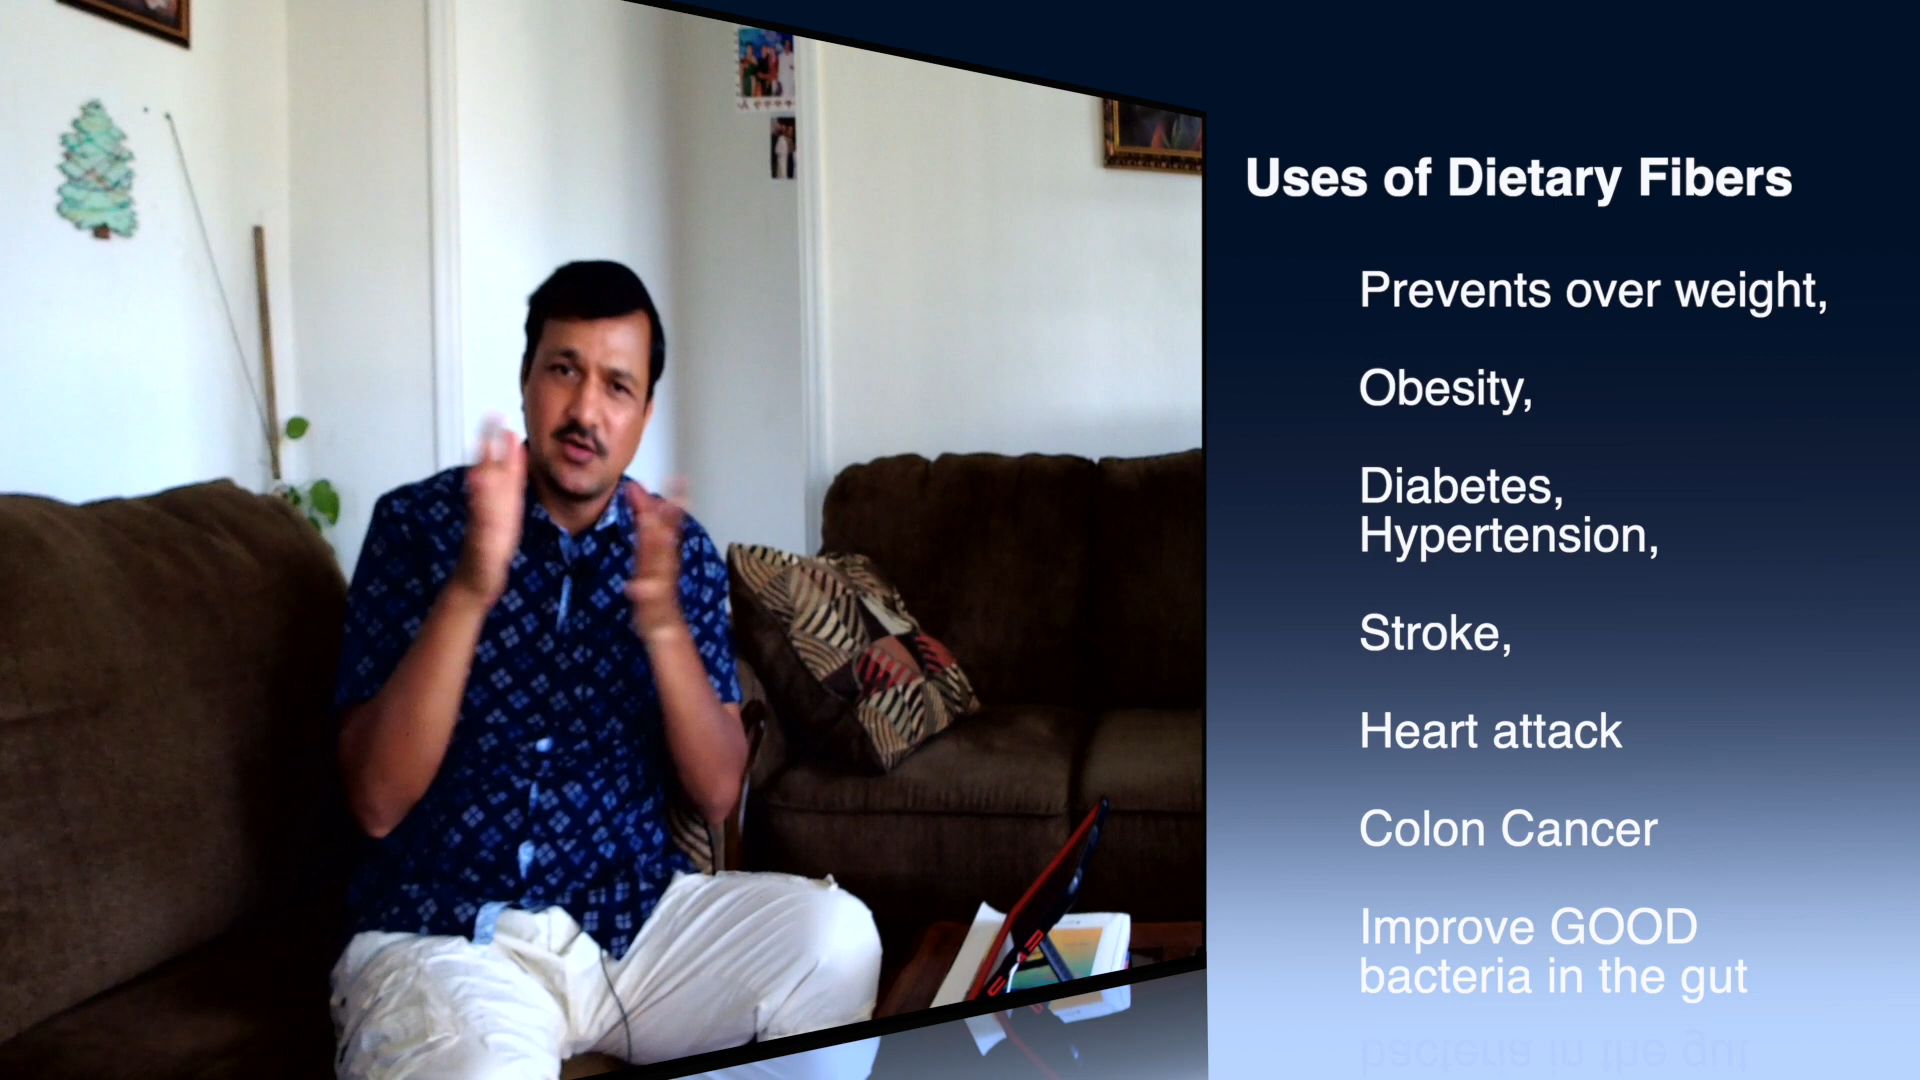 Uses of Dietary Fibers
Prevents over weight,
Obesity,
Diabetes,
Hypertension,
Stroke,
Heart attack
Colon Cancer
Improve GOOD
bacteria in the gut